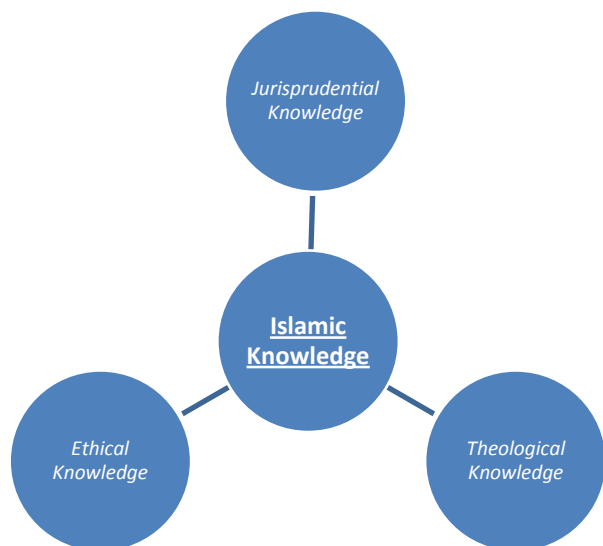 Jurisprudential
Knowledge
Islamic
Knowledge
Ethical
Knowledge
Theological
Knowledge